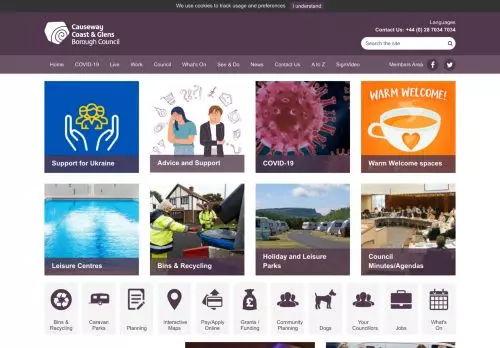 We use cookies to track usage and preferences I understand
Causeway
Coast & Glens
Borough Council
Languages
Contact Us: +44 (0) 28 7034 7034
Search the site
Home COVID-19 Live Work Council What's On See & Do News Contact Us A to Z SignVideo Members Area
WARM WELCOME!
Support for Ukraine
Advice and Support
COVID-19
Warm Welcome spaces
Leisure Centres
Bins & Recycling
Holiday and Leisure
Parks
Council
Minutes/Agendas
Bins &
Recycling
Caravan
Parks
Planning
Interactive
Maps
Pay/Apply
Online
Grants /
Funding
Community
Planning
Dogs
Your
Councillors
Jobs
What's
On